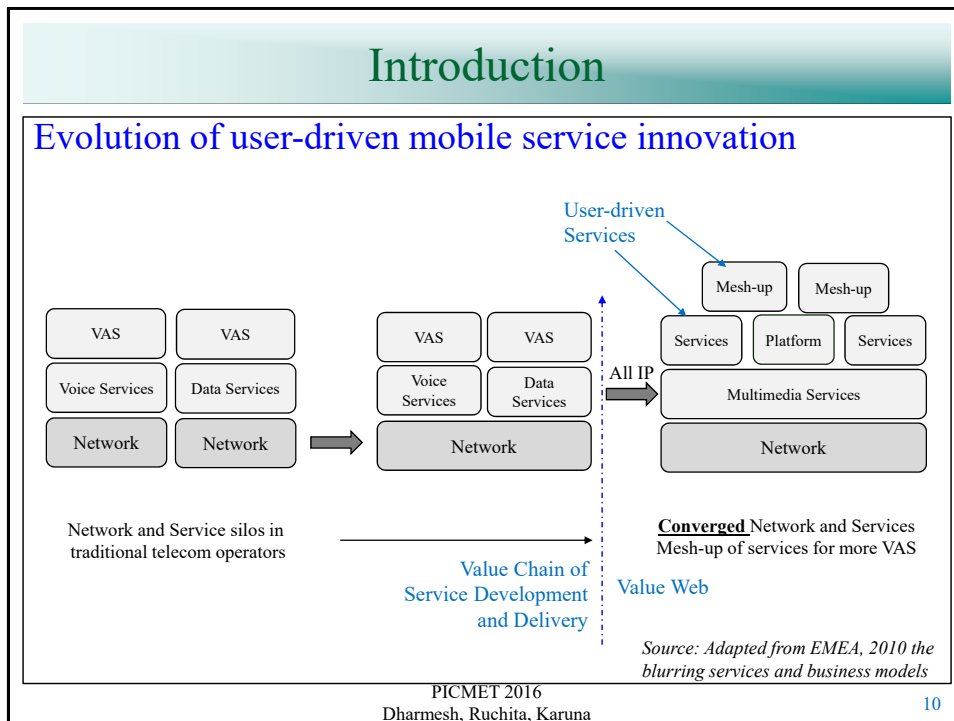 Introduction
Evolution of user-driven mobile service innovation
User-driven
Services
VAS
VAS
Voice Services
Data Services
Network
Network
VAS
VAS
Voice
Services
Data
Services
Network
All IP
Mesh-up
Mesh-up
Services
Platform
Services
Multimedia Services
Network
Network and Service silos in
traditional telecom operators
Converged Network and Services
Mesh-up of services for more VAS
Value Chain of
Service Development
and Delivery
Value Web
Source: Adapted from EMEA, 2010 the
blurring services and business models
PICMET 2016
Dharmesh, Ruchita, Karuna
10